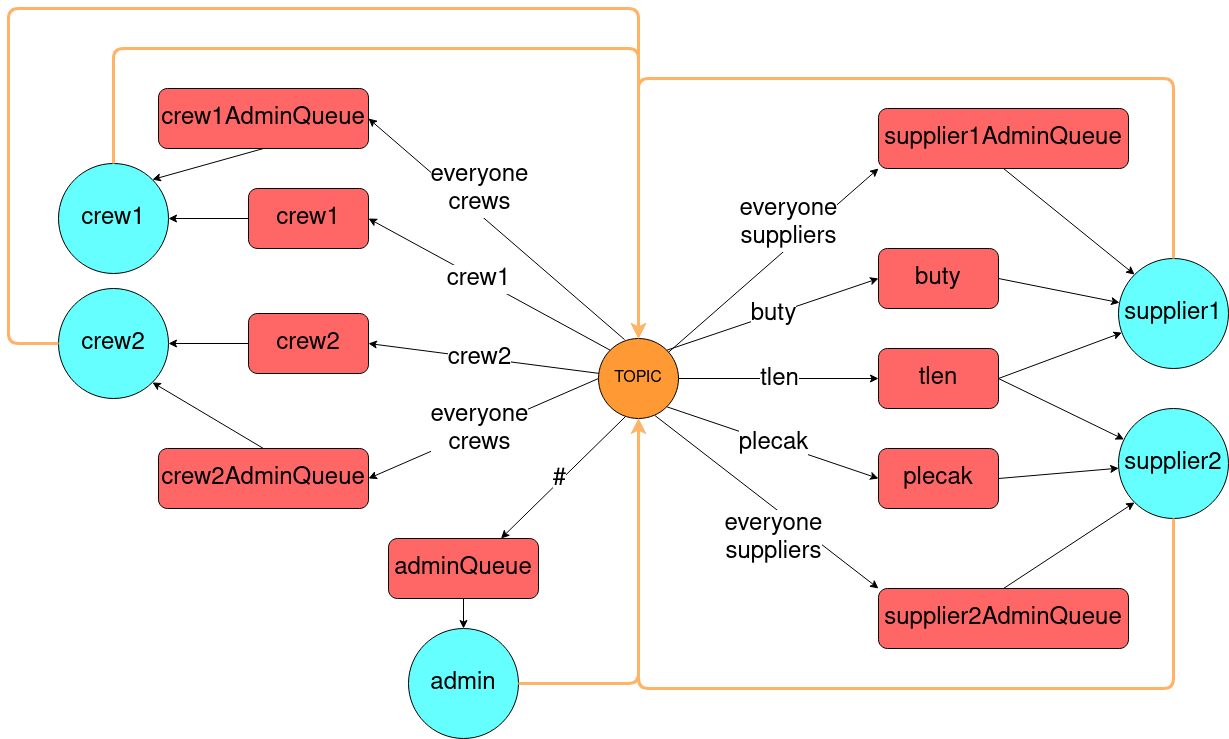 crew1AdminQueue
everyone
crews
crew1
crew1
crew1
crew2
crew2
crew2
everyone
crews
crew2AdminQueue
#
adminQueue
admin
TOPIC
supplier1AdminQueue
everyone
suppliers
buty
buty
supplier1
tlen
tlen
plecak
plecak
supplier2
everyone
suppliers
supplier2AdminQueue